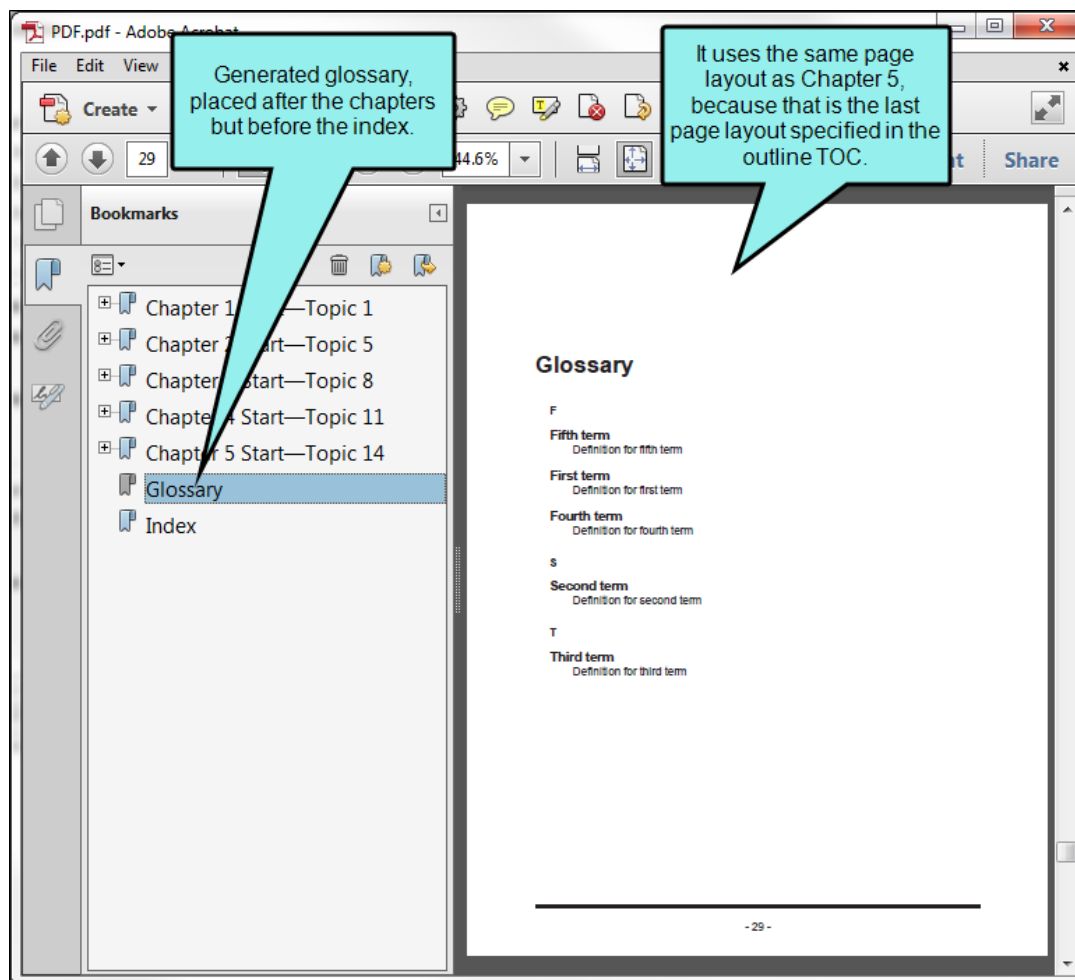 PDF.pdf - Adobe Acrobat
File Edit View
Create
Generated glossary,
placed after the chapters
but before the index.
It uses the same page
layout as Chapter 5,
because that is the last
page layout specified in the
outline TOC.
29
44.6%
Share
Bookmarks
Chapter 1 Start—Topic 1
Chapter 2 Start—Topic 5
Chapter Start—Topic 8
Chapter 4 Start—Topic 11
Chapter 5 Start—Topic 14
Glossary
Index
Glossary
F
Fifth term
Definition for fifth term
First term
Definition for first term
Fourth term
Definition for fourth term
S
Second term
Definition for second term
T
Third term
Definition for third term
- 29 -